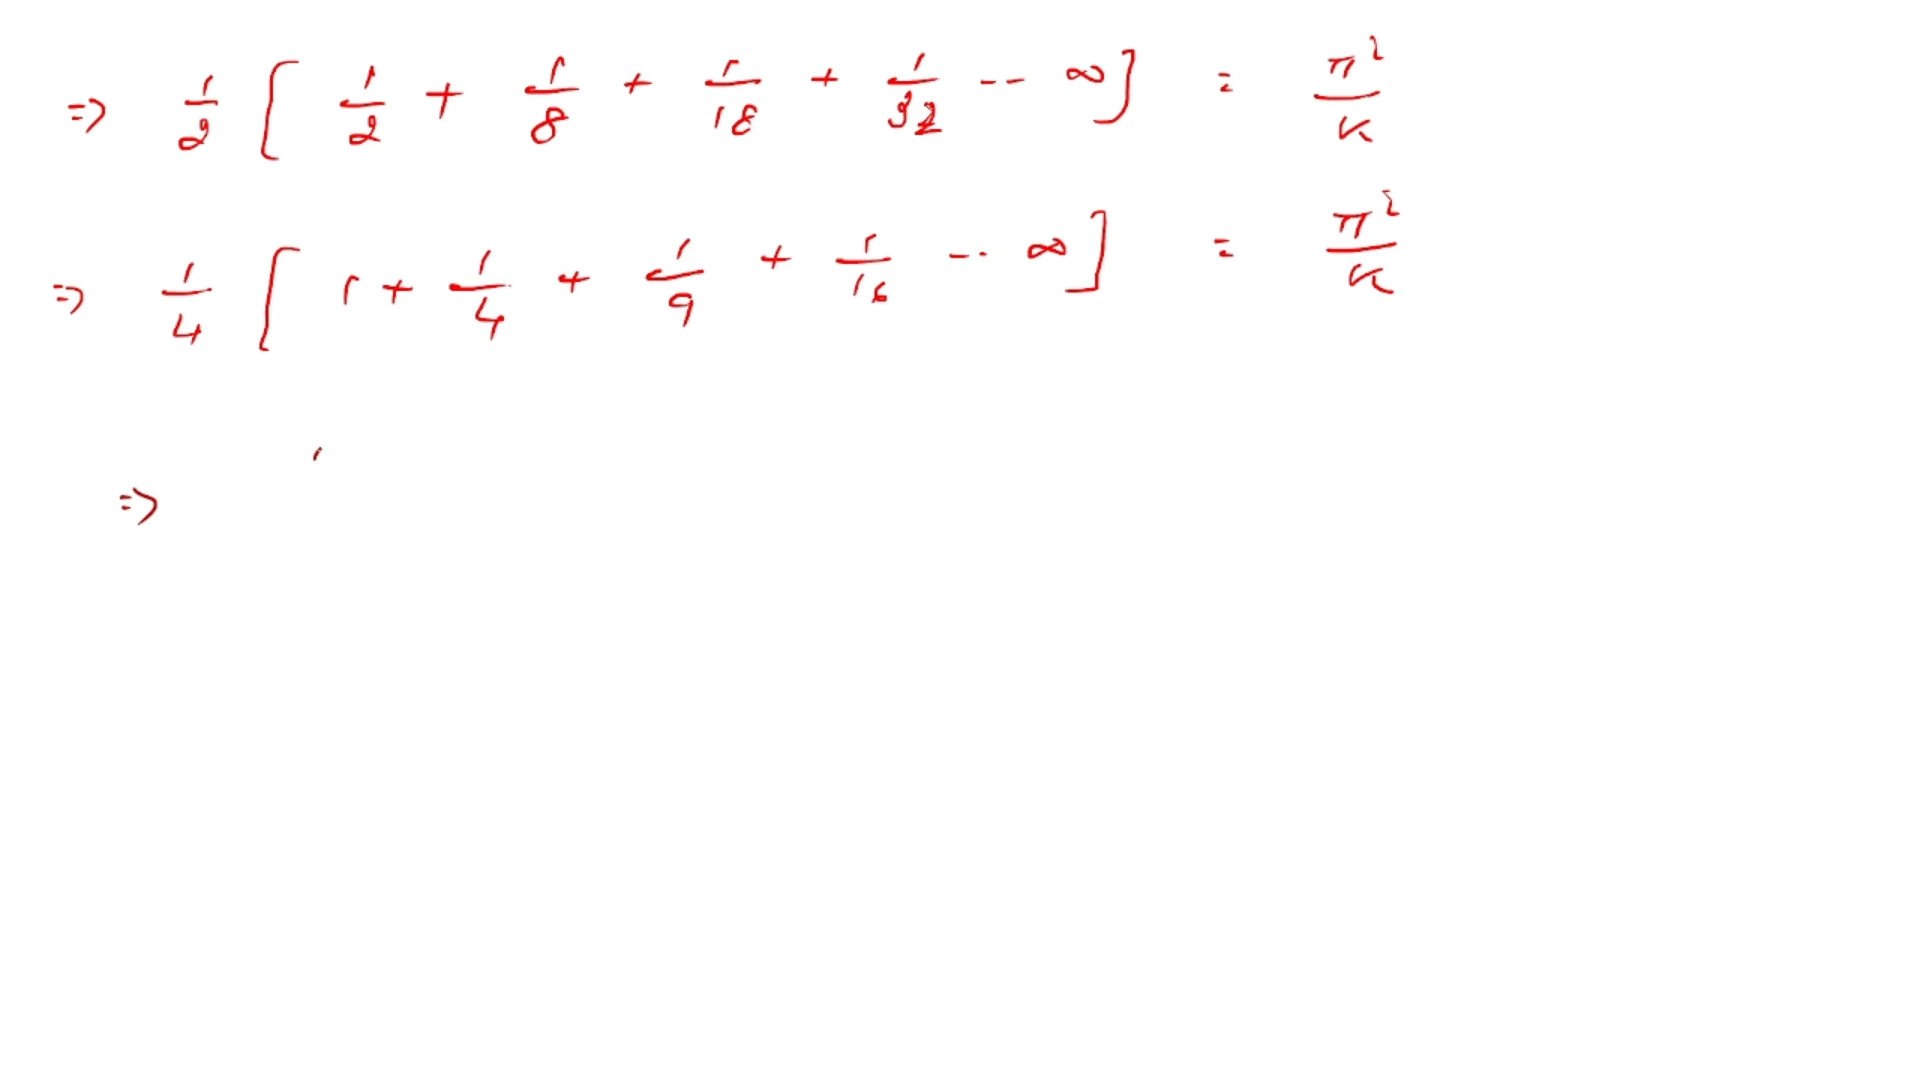 => 1/2 [ 1/2 + 1/8 + 1/18 + 1/32 -- ∞ ] = π²/K
=> 1/4 [ 1 + 1/4 + 1/9 + 1/16 -- ∞ ] = π²/K
=>